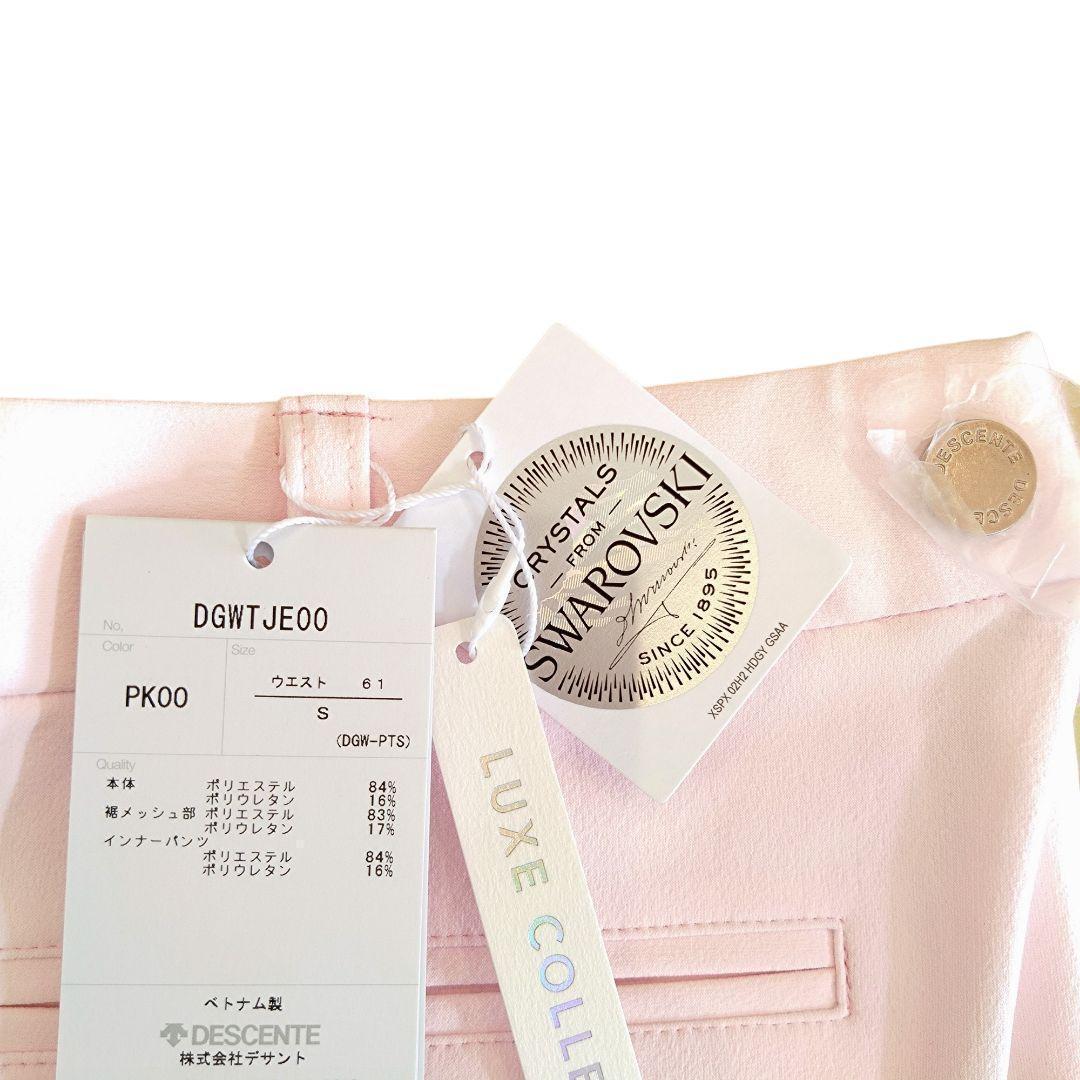 No,
DGWTJE00
Color
Size
PK00
ウエスト 61
S
(DGW-PTS)
Quality
本体 ポリエステル 84%
ポリウレタン 16%
裾メッシュ部 ポリエステル 83%
ポリウレタン 17%
インナーパンツ
ポリエステル 84%
ポリウレタン 16%
ベトナム製
DESCENTE
株式会社デサント
CRYSTALS
FROM
SWAROVSKI
SINCE 1895
XSPX 02H2 HDGY GSAA
LUXE COLLE
DESCENTE DESCE